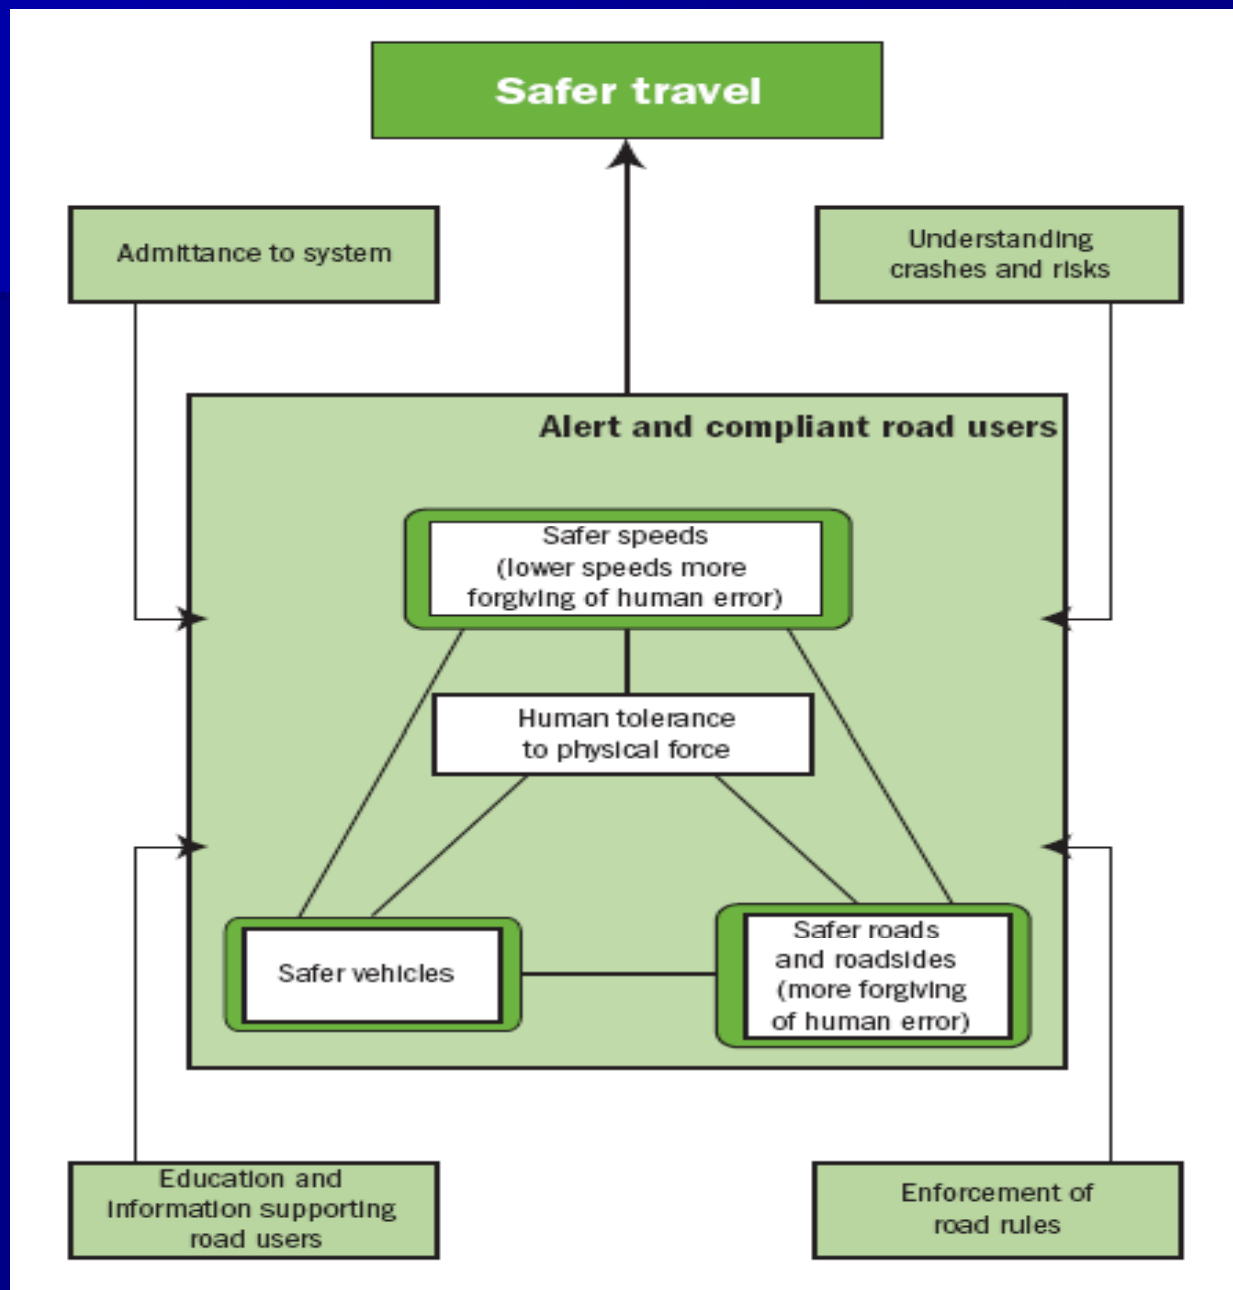 Safer travel
Admittance to system
Understanding
crashes and risks
Alert and compliant road users
Safer speeds
(lower speeds more
forgiving of human error)
Human tolerance
to physical force
Safer vehicles
Safer roads
and roadsides
(more forgiving
of human error)
Education and
information supporting
road users
Enforcement of
road rules